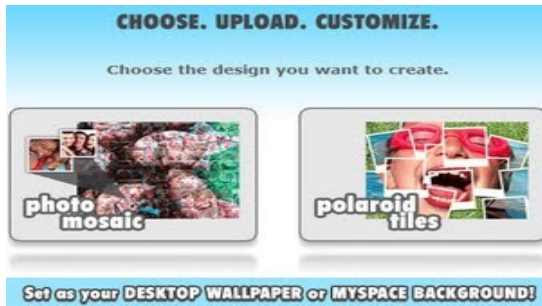 CHOOSE. UPLOAD. CUSTOMIZE.
Choose the design you want to create.
photo
mosaic
polaroid
tiles
Set as your DESKTOP WALLPAPER or MYSPACE BACKGROUND!